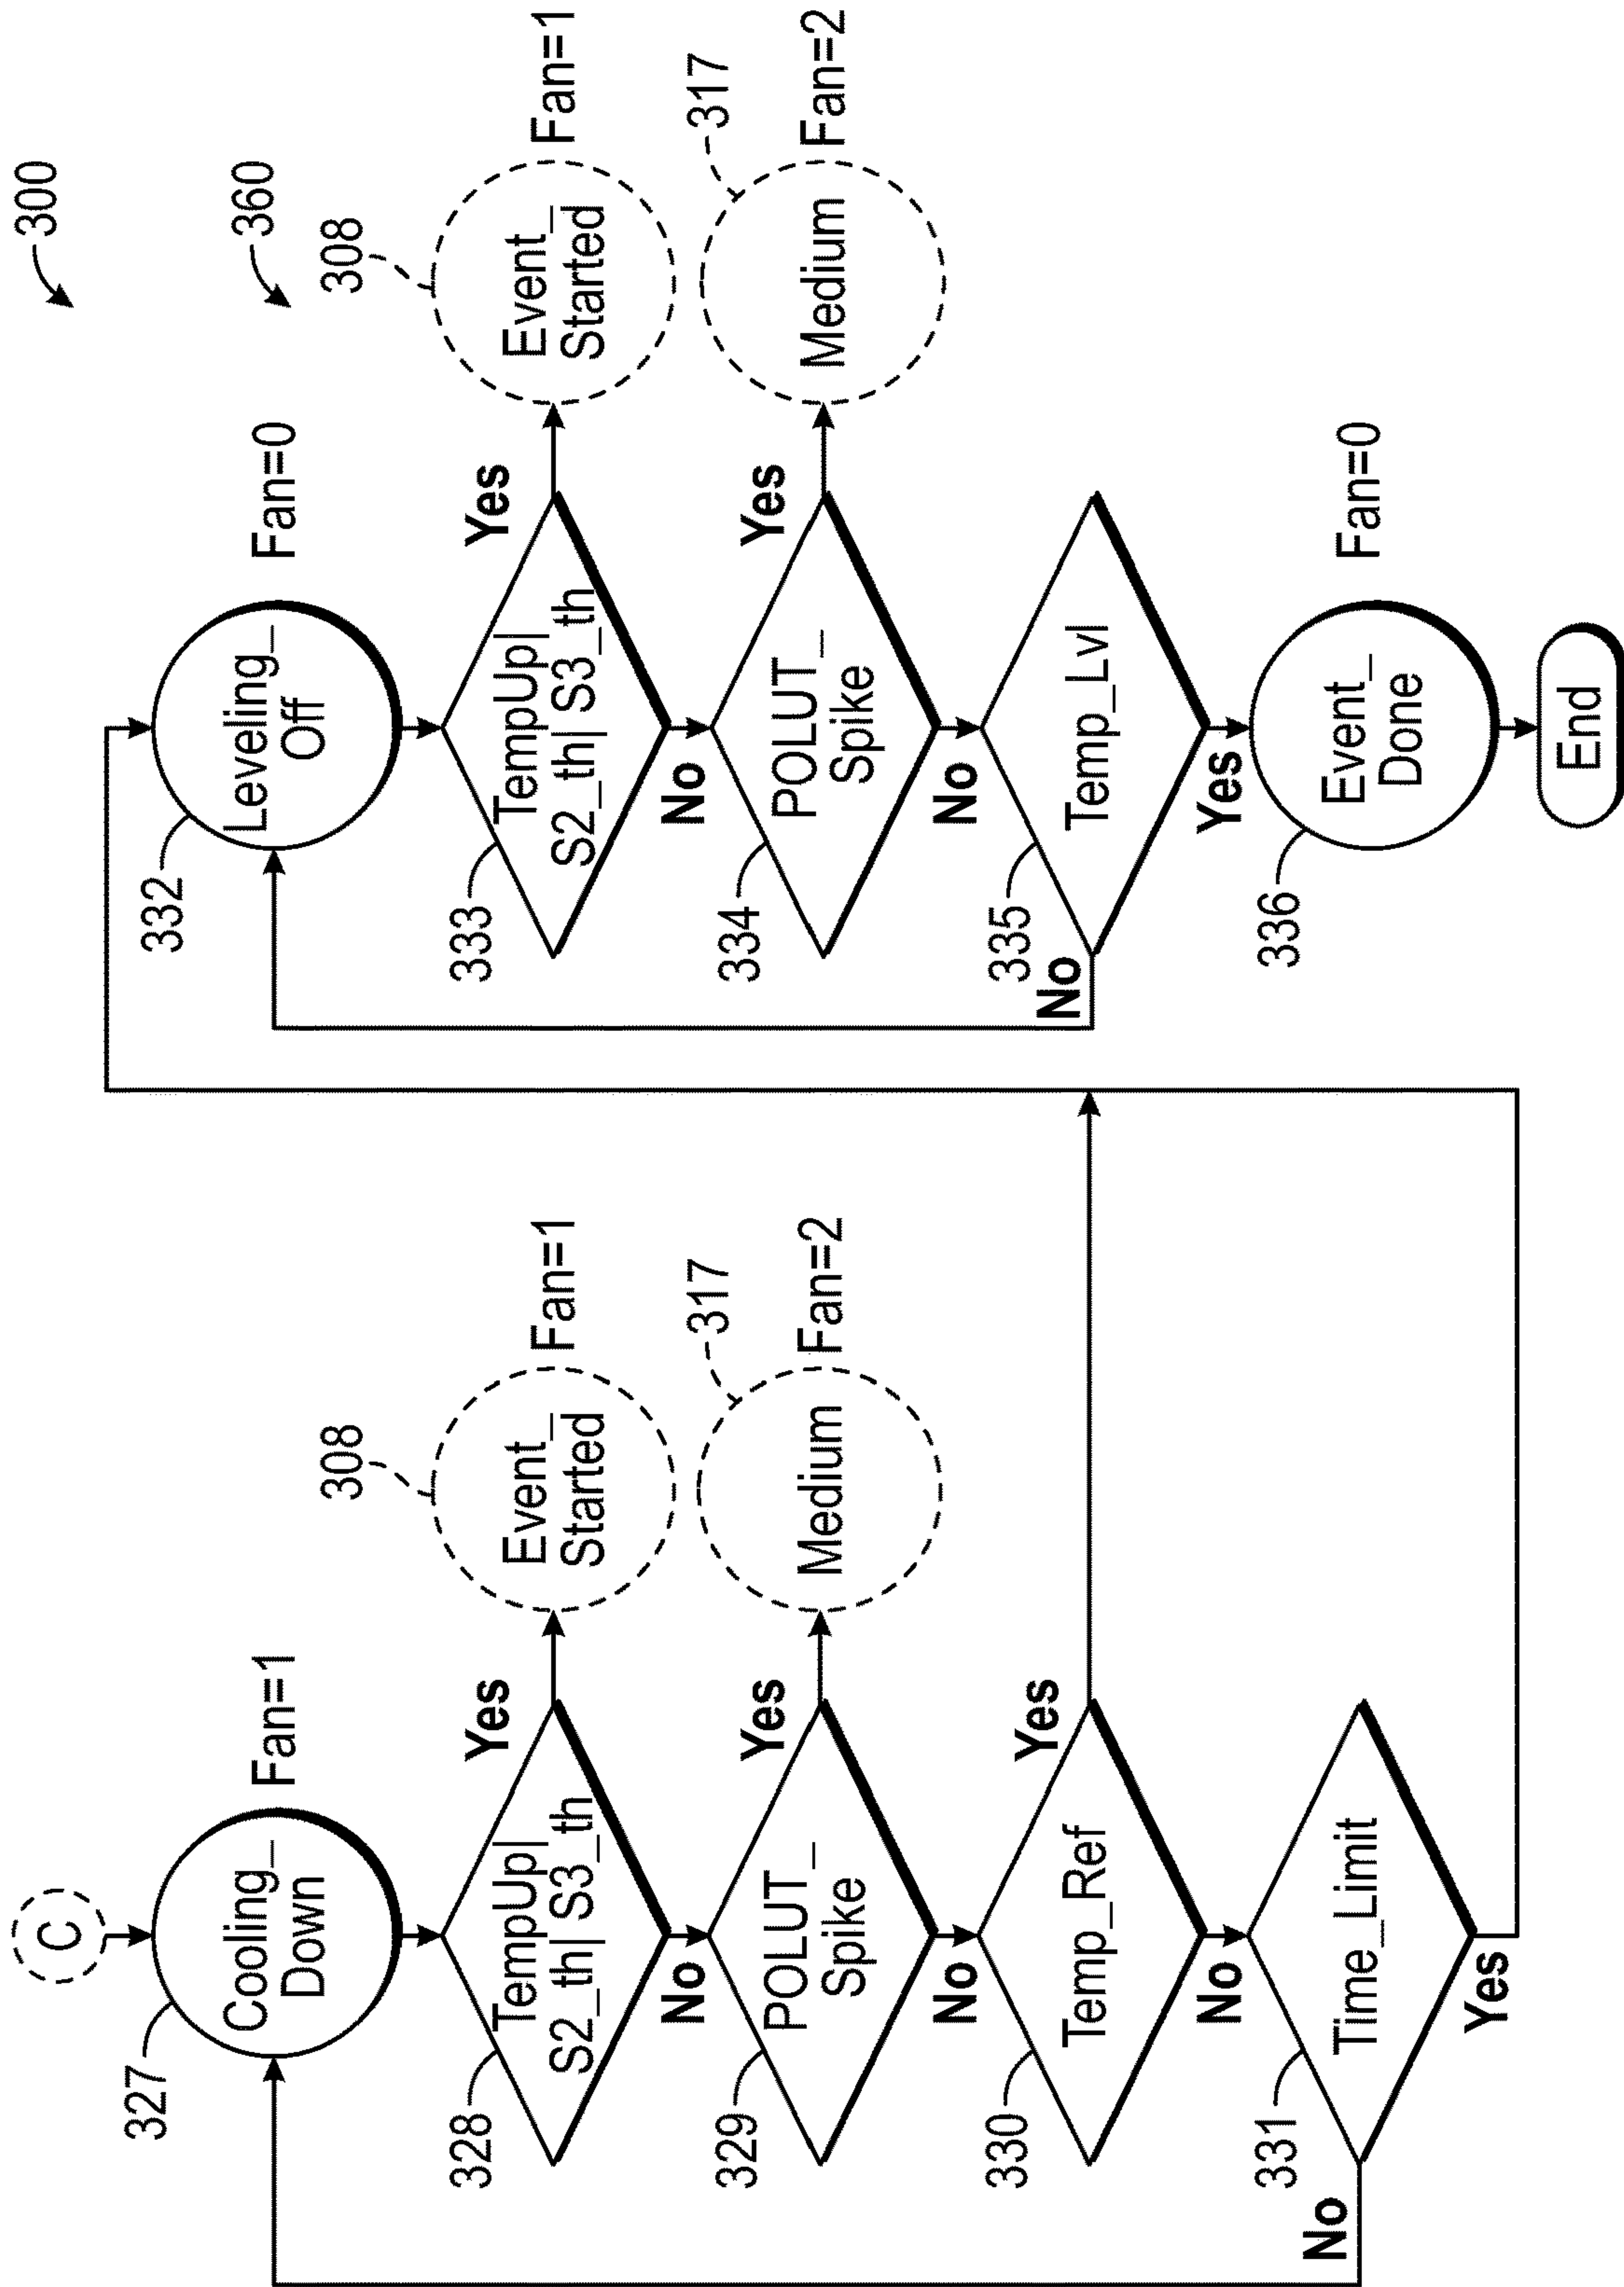 300
360
C
327
Cooling_
Down
Fan=1
328
TempUp|
S2_th| S3_th
Yes
308
Event_
Started
Fan=1
No
329
POLUT_
Spike
Yes
317
Medium
Fan=2
No
330
Temp_Ref
Yes
No
331
Time_Limit
No
Yes
332
Leveling_
Off
Fan=0
333
TempUp|
S2_th| S3_th
Yes
308
Event_
Started
Fan=1
No
334
POLUT_
Spike
Yes
317
Medium
Fan=2
No
335
Temp_Lvl
No
Yes
336
Event_
Done
Fan=0
End